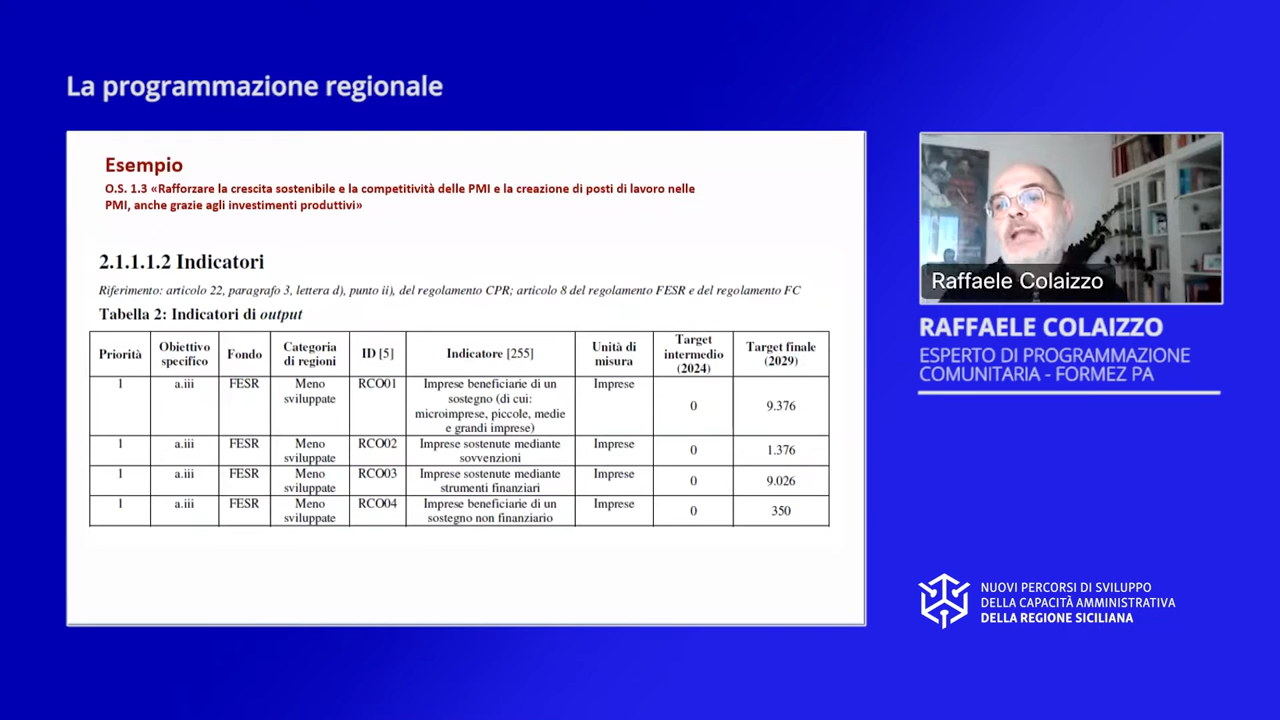 La programmazione regionale
Esempio
O.S. 1.3 «Rafforzare la crescita sostenibile e la competitività delle PMI e la creazione di posti di lavoro nelle
PMI, anche grazie agli investimenti produttivi»
2.1.1.1.2 Indicatori
Riferimento: articolo 22, paragrafo 3, lettera d), punto ii), del regolamento CPR; articolo 8 del regolamento FESR e del regolamento FC
Tabella 2: Indicatori di output
Priorità Obiettivo specifico Fondo Categoria di regioni ID [5] Indicatore [255] Unità di misura Target intermedio (2024) Target finale (2029)
1 a.iii FESR Meno sviluppate RCO01 Imprese beneficiarie di un sostegno (di cui: microimprese, piccole, medie e grandi imprese) Imprese 0 9.376
1 a.iii FESR Meno sviluppate RCO02 Imprese sostenute mediante sovvenzioni Imprese 0 1.376
1 a.iii FESR Meno sviluppate RCO03 Imprese sostenute mediante strumenti finanziari Imprese 0 9.026
1 a.iii FESR Meno sviluppate RCO04 Imprese beneficiarie di un sostegno non finanziario Imprese 0 350
Raffaele Colaizzo
RAFFAELE COLAIZZO
ESPERTO DI PROGRAMMAZIONE
COMUNITARIA - FORMEZ PA
NUOVI PERCORSI DI SVILUPPO
DELLA CAPACITÀ AMMINISTRATIVA
DELLA REGIONE SICILIANA